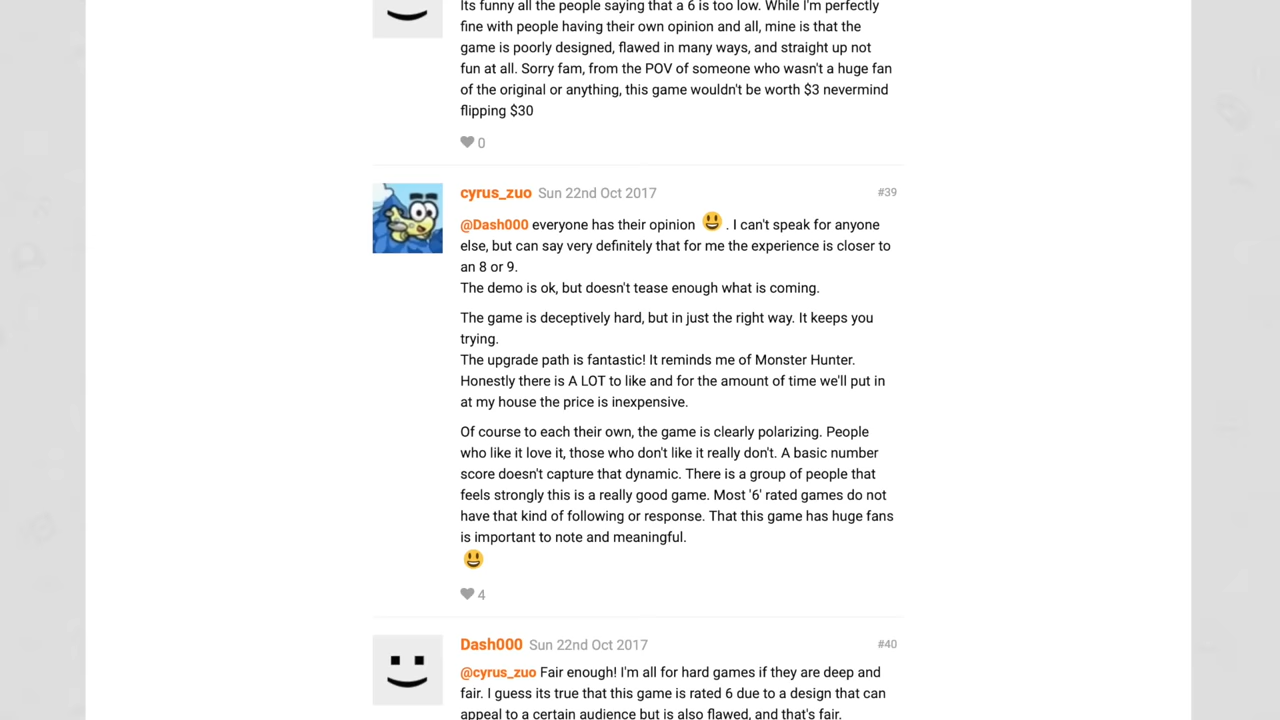 Its funny all the people saying that a 6 is too low. While I'm perfectly
fine with people having their own opinion and all, mine is that the
game is poorly designed, flawed in many ways, and straight up not
fun at all. Sorry fam, from the POV of someone who wasn't a huge fan
of the original or anything, this game wouldn't be worth $3 nevermind
flipping $30
0
cyrus_zuo Sun 22nd Oct 2017 #39
@Dash000 everyone has their opinion 😃 . I can't speak for anyone
else, but can say very definitely that for me the experience is closer to
an 8 or 9.
The demo is ok, but doesn't tease enough what is coming.
The game is deceptively hard, but in just the right way. It keeps you
trying.
The upgrade path is fantastic! It reminds me of Monster Hunter.
Honestly there is A LOT to like and for the amount of time we'll put in
at my house the price is inexpensive.
Of course to each their own, the game is clearly polarizing. People
who like it love it, those who don't like it really don't. A basic number
score doesn't capture that dynamic. There is a group of people that
feels strongly this is a really good game. Most '6' rated games do not
have that kind of following or response. That this game has huge fans
is important to note and meaningful.
😃
4
Dash000 Sun 22nd Oct 2017 #40
@cyrus_zuo Fair enough! I'm all for hard games if they are deep and
fair. I guess its true that this game is rated 6 due to a design that can
appeal to a certain audience but is also flawed, and that's fair.